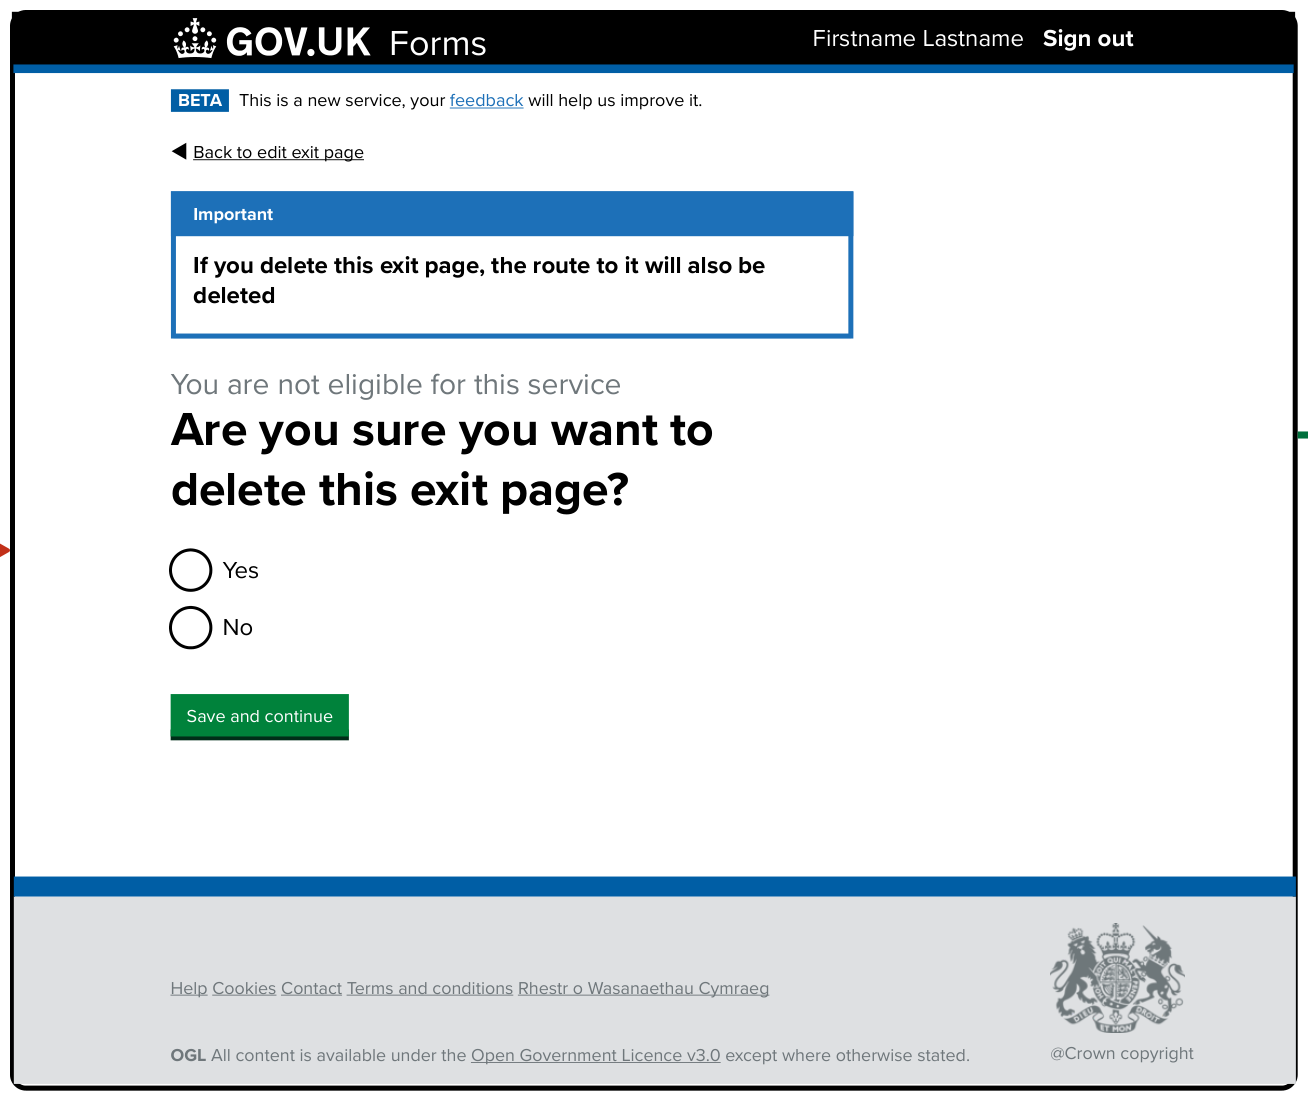 GOV.UK Forms Firstname Lastname Sign out
BETA This is a new service, your feedback will help us improve it.
Back to edit exit page
Important
If you delete this exit page, the route to it will also be
deleted
You are not eligible for this service
Are you sure you want to
delete this exit page?
Yes
No
Save and continue
Help Cookies Contact Terms and conditions Rhestr o Wasanaethau Cymraeg
OGL All content is available under the Open Government Licence v3.0 except where otherwise stated.
DIEU ET MON DROIT
@Crown copyright